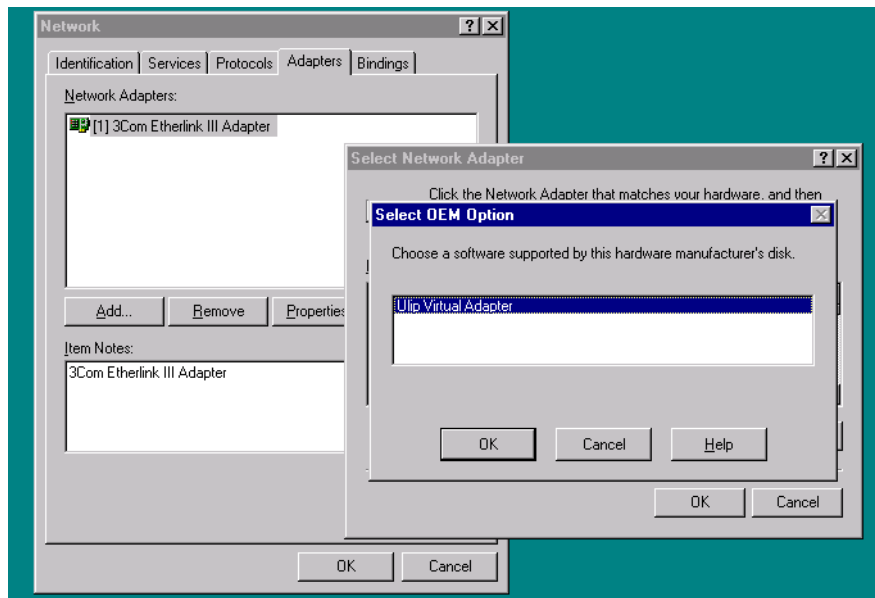 Network
Identification Services Protocols Adapters Bindings
Network Adapters:
[1] 3Com Etherlink III Adapter
Add... Remove Properties
Item Notes:
3Com Etherlink III Adapter
OK Cancel
Select Network Adapter
Click the Network Adapter that matches your hardware, and then
Select OEM Option
Choose a software supported by this hardware manufacturer's disk.
Ulip Virtual Adapter
OK Cancel Help
OK Cancel